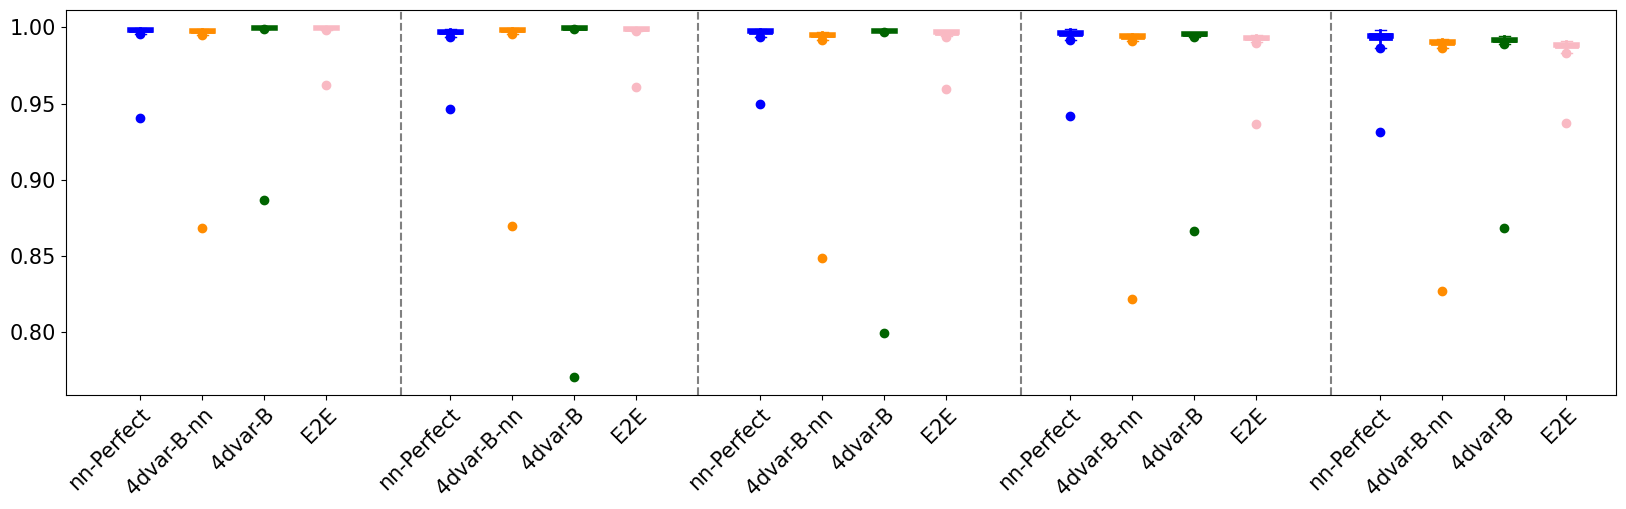 1.00
0.95
0.90
0.85
0.80
nn-Perfect
4dvar-B-nn
4dvar-B
E2E
nn-Perfect
4dvar-B-nn
4dvar-B
E2E
nn-Perfect
4dvar-B-nn
4dvar-B
E2E
nn-Perfect
4dvar-B-nn
4dvar-B
E2E
nn-Perfect
4dvar-B-nn
4dvar-B
E2E